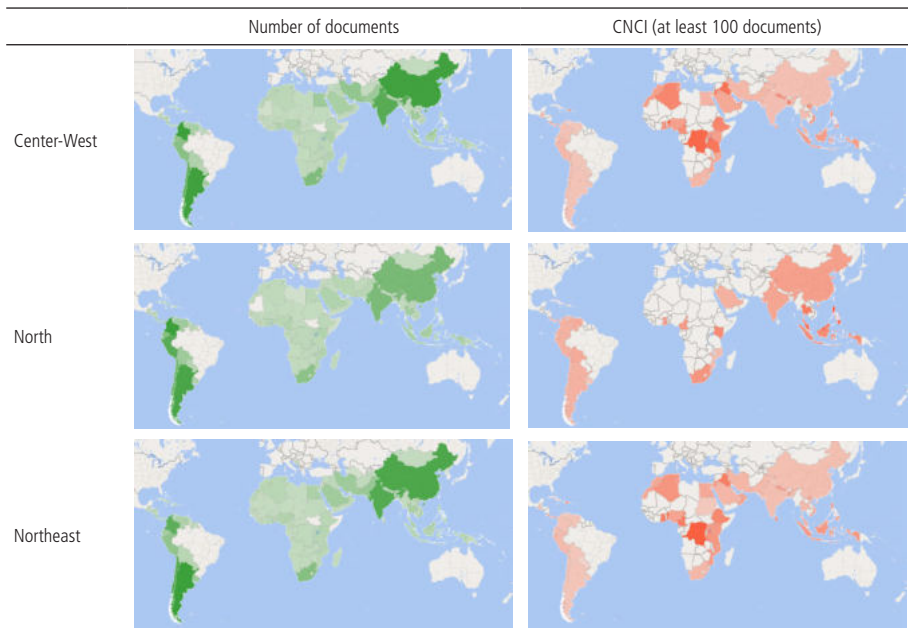 Number of documents
CNCI (at least 100 documents)
Center-West
North
Northeast